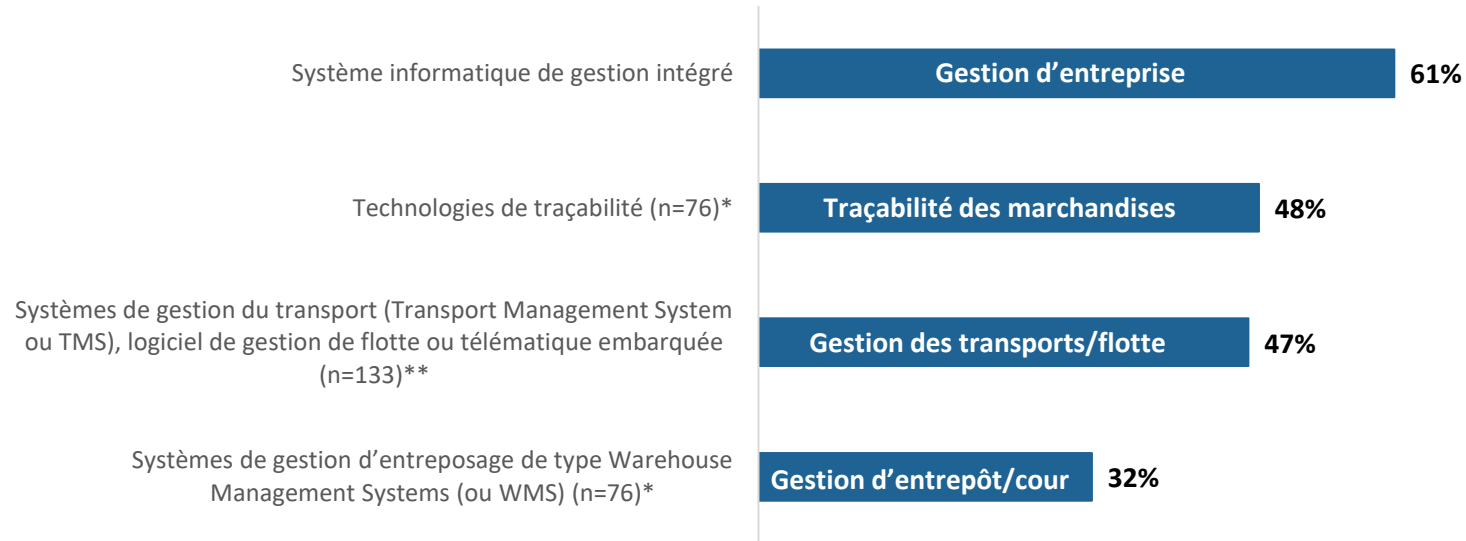 Système informatique de gestion intégré
Gestion d’entreprise
61%
Technologies de traçabilité (n=76)*
Traçabilité des marchandises
48%
Systèmes de gestion du transport (Transport Management System
ou TMS), logiciel de gestion de flotte ou télématique embarquée
(n=133)**
Gestion des transports/flotte
47%
Systèmes de gestion d’entreposage de type Warehouse
Management Systems (ou WMS) (n=76)*
Gestion d’entrepôt/cour
32%